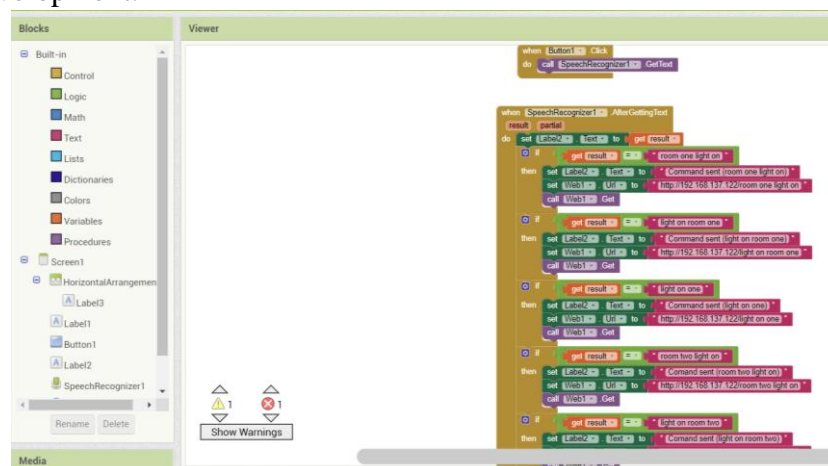 Blocks
Viewer
Built-in
Control
Logic
Math
Text
Lists
Dictionaries
Colors
Variables
Procedures
Screen1
HorizontalArrangemen
Label3
Label1
Button1
Label2
SpeechRecognizer1
Rename Delete
Media
1 1
Show Warnings
when Button1 .Click
do call SpeechRecognizer1 .GetText
when SpeechRecognizer1 .AfterGettingText
result partial
do set Label2 . Text to get result
if get result = " room one light on "
then set Label2 . Text to " Command sent (room one light on) "
set Web1 . Url to " http://192.168.137.122/room one light on "
call Web1 .Get
if get result = " light on room one "
then set Label2 . Text to " Command sent (light on room one) "
set Web1 . Url to " http://192.168.137.122/light on room one "
call Web1 .Get
if get result = " light on one "
then set Label2 . Text to " Command sent (light on one) "
set Web1 . Url to " http://192.168.137.122/light on one "
call Web1 .Get
if get result = " room two light on "
then set Label2 . Text to " Comand sent (room two light on) "
set Web1 . Url to " http://192.168.137.122/room two light on "
call Web1 .Get
if get result = " light on room two "
then set Label2 . Text to " Comand sent (light on room two) "